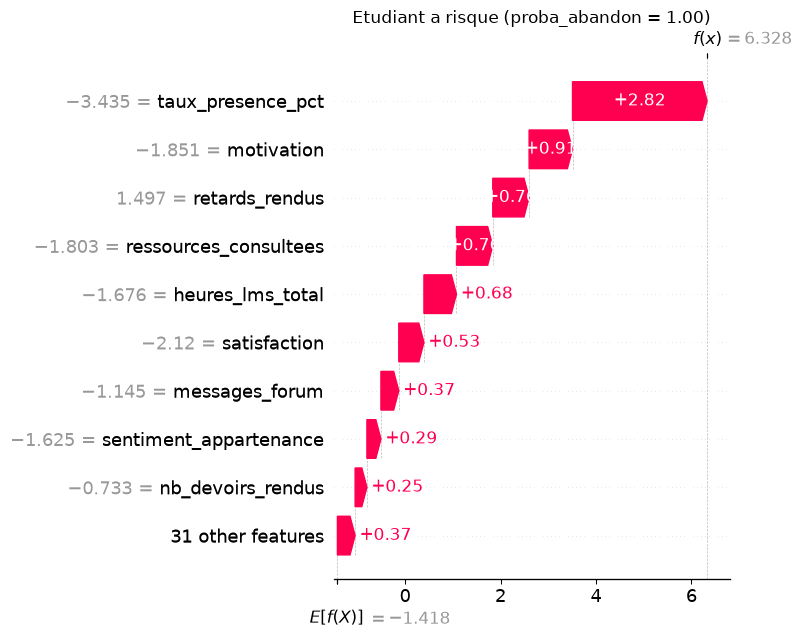 Etudiant a risque (proba_abandon = 1.00)
f(x) = 6.328
−3.435 = taux_presence_pct +2.82
−1.851 = motivation +0.91
1.497 = retards_rendus
−1.803 = ressources_consultees
−1.676 = heures_lms_total +0.68
−2.12 = satisfaction +0.53
−1.145 = messages_forum +0.37
−1.625 = sentiment_appartenance +0.29
−0.733 = nb_devoirs_rendus +0.25
31 other features +0.37
0 2 4 6
E[f(X)] = −1.418